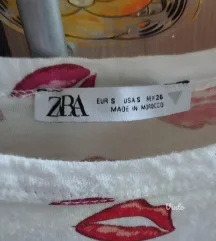 ZARA
EUR S USA S MEX 26
MADE IN MOROCCO